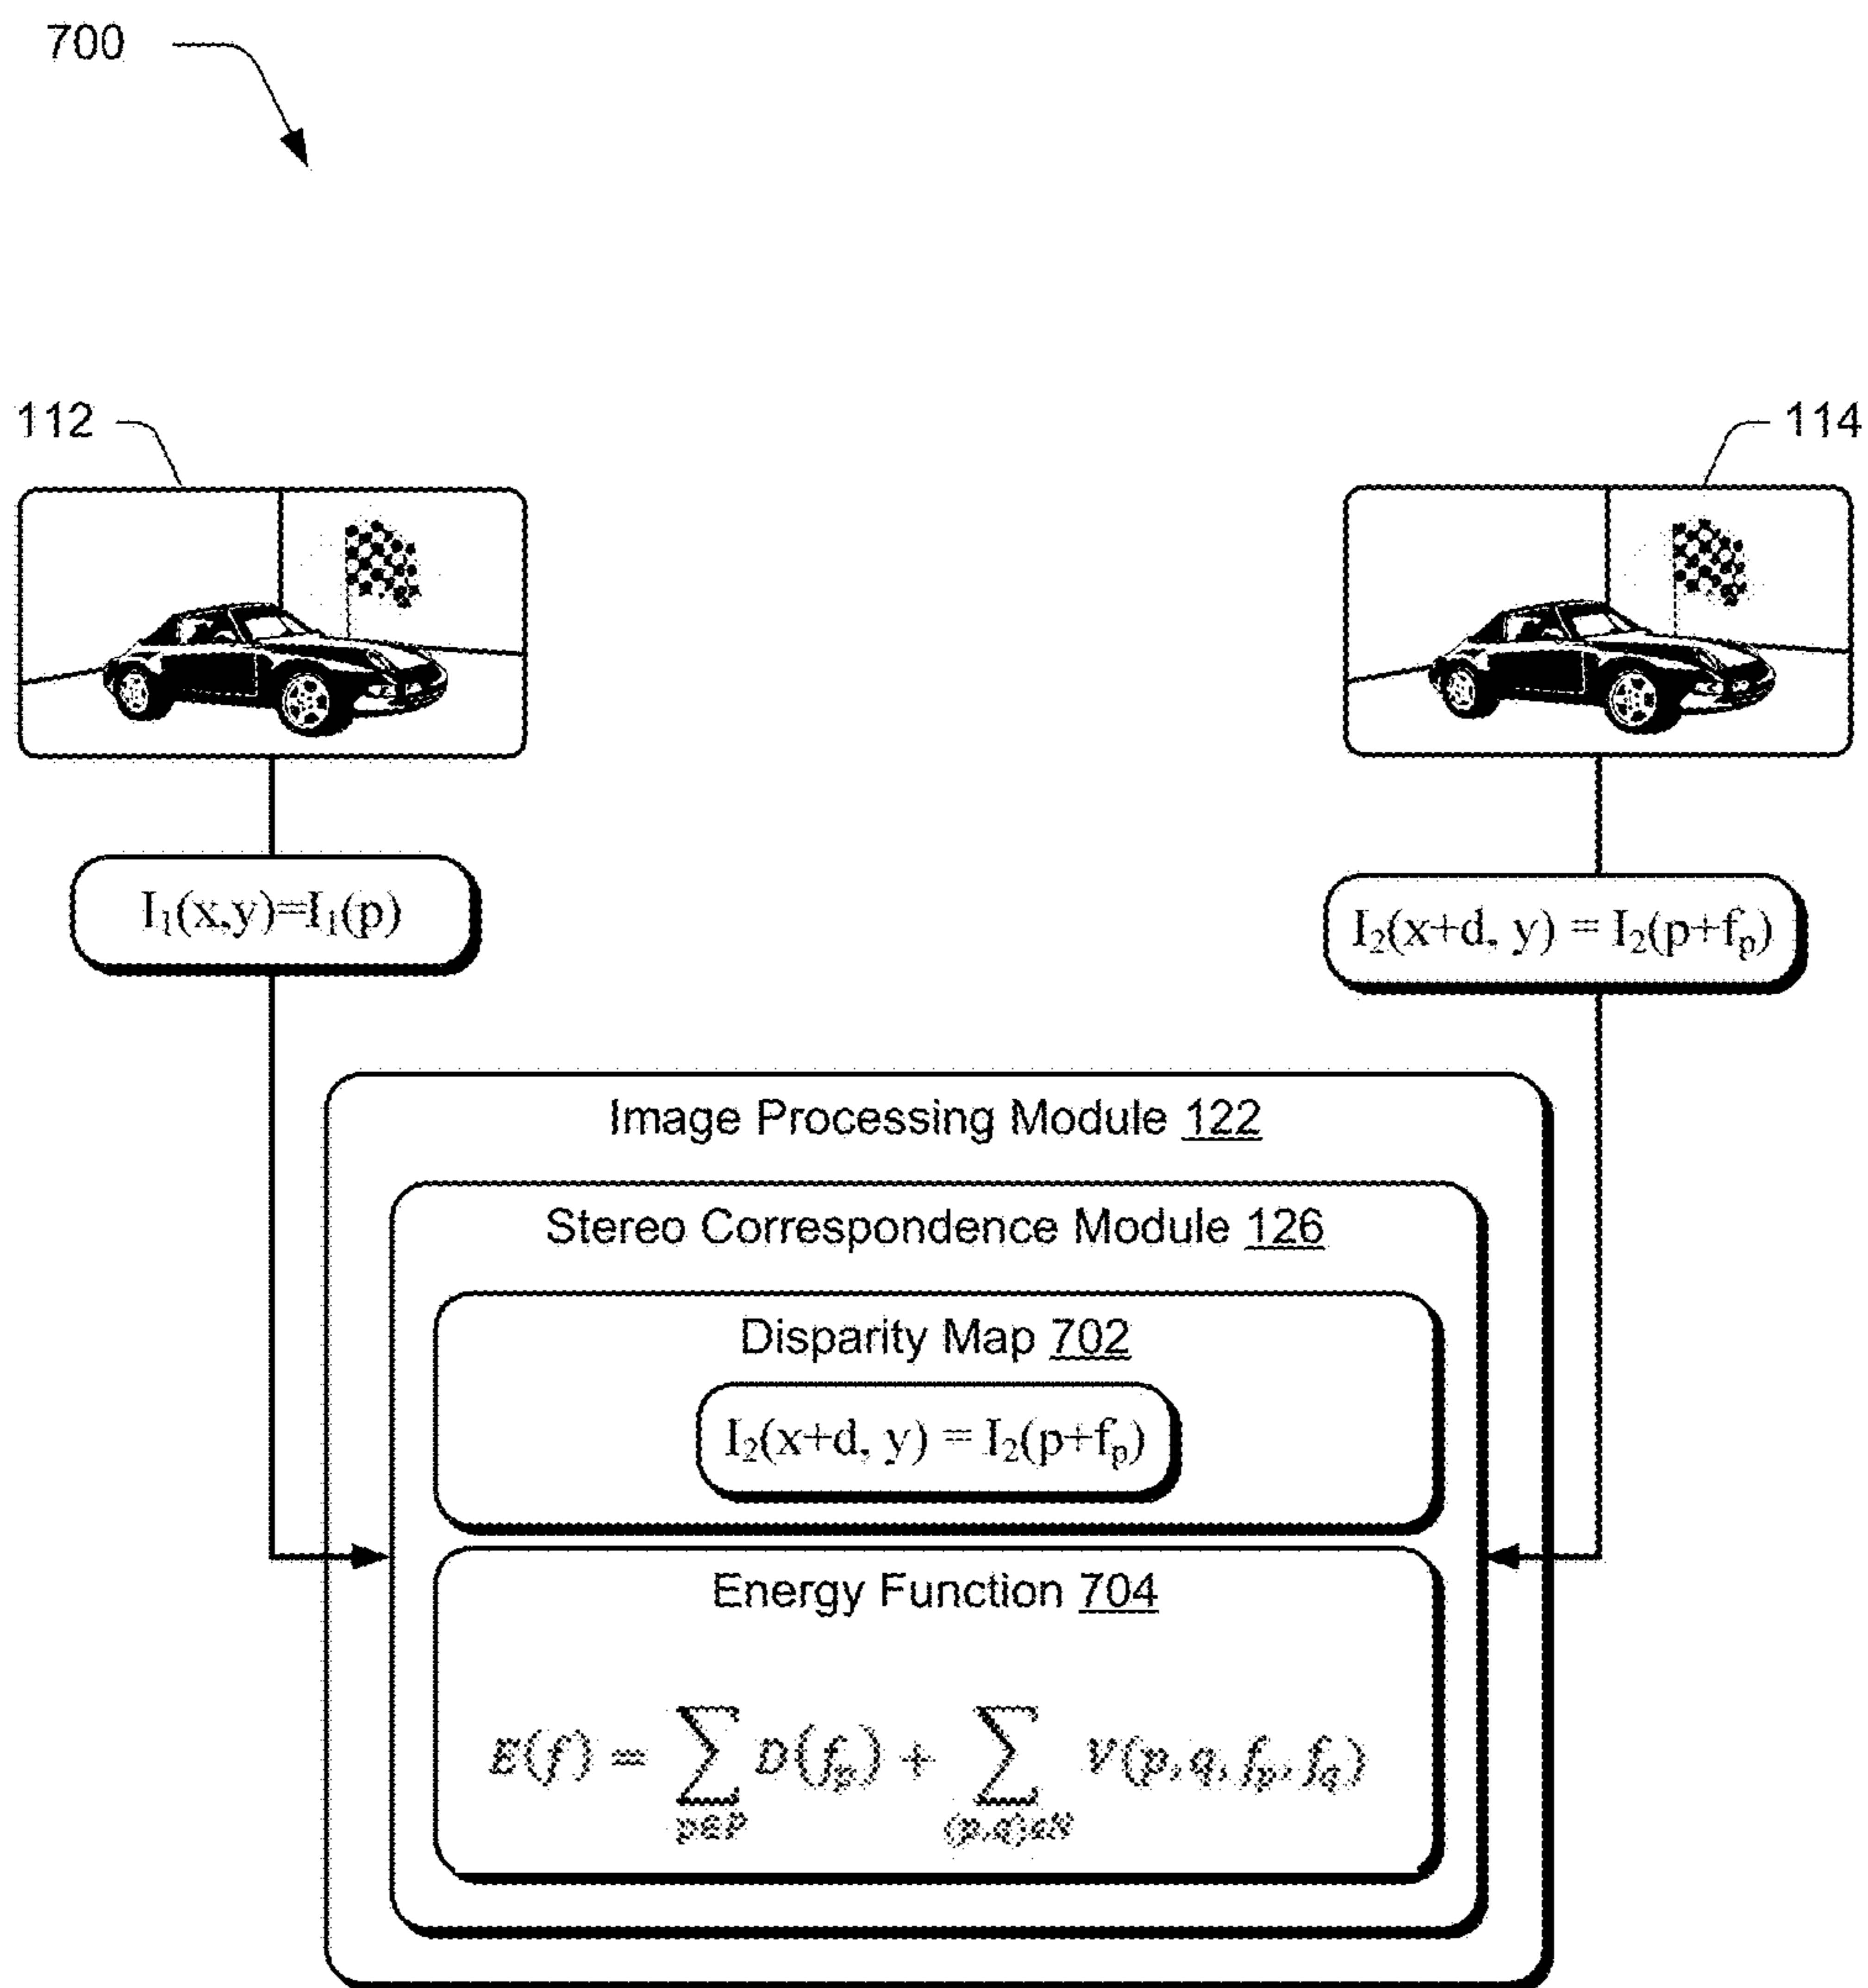 700
112
114
I₁(x,y)=I₁(p)
I₂(x+d, y) = I₂(p+fₚ)
Image Processing Module 122
Stereo Correspondence Module 126
Disparity Map 702
I₂(x+d, y) = I₂(p+fₚ)
Energy Function 704
E(f) = ∑ D(fₚ) + ∑ V(p, q, fₚ, f_q)
p∈P (p,q)∈N